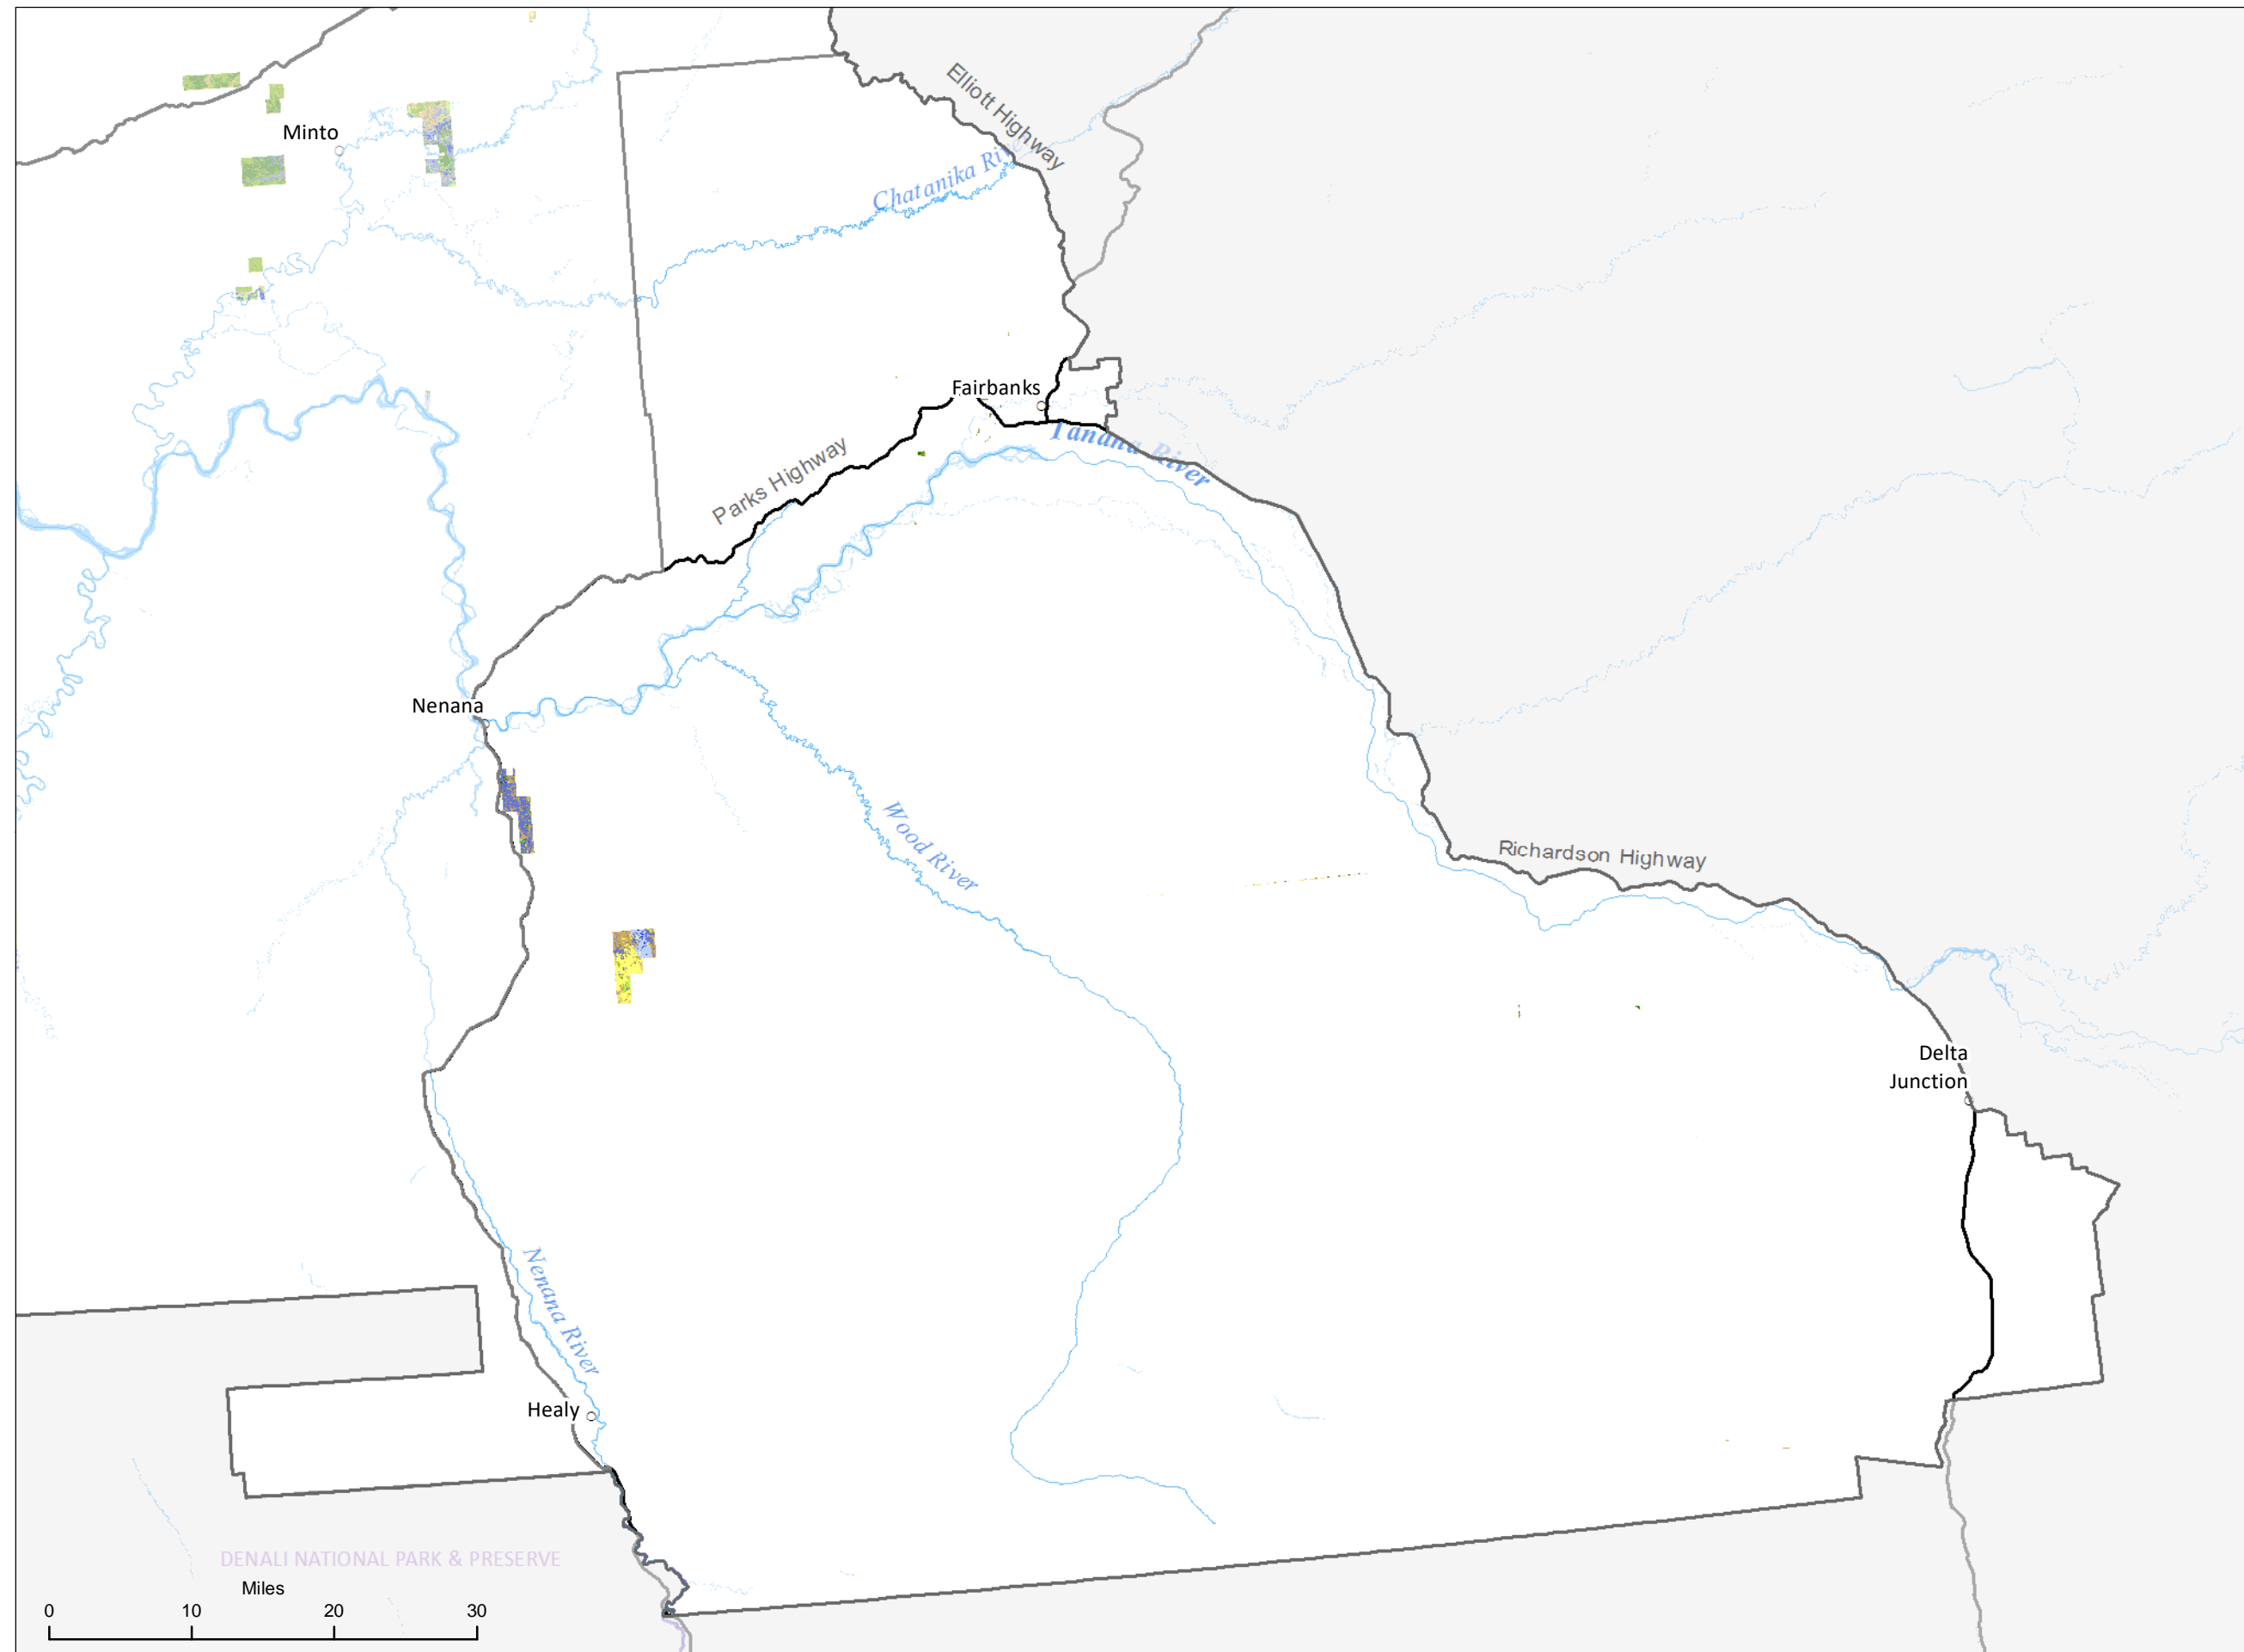 Elliott Highway
Minto
Chatanika River
Fairbanks
Tanana River
Parks Highway
Nenana
Wood River
Richardson Highway
Delta
Junction
Nenana River
Healy
DENALI NATIONAL PARK & PRESERVE
Miles
0 10 20 30